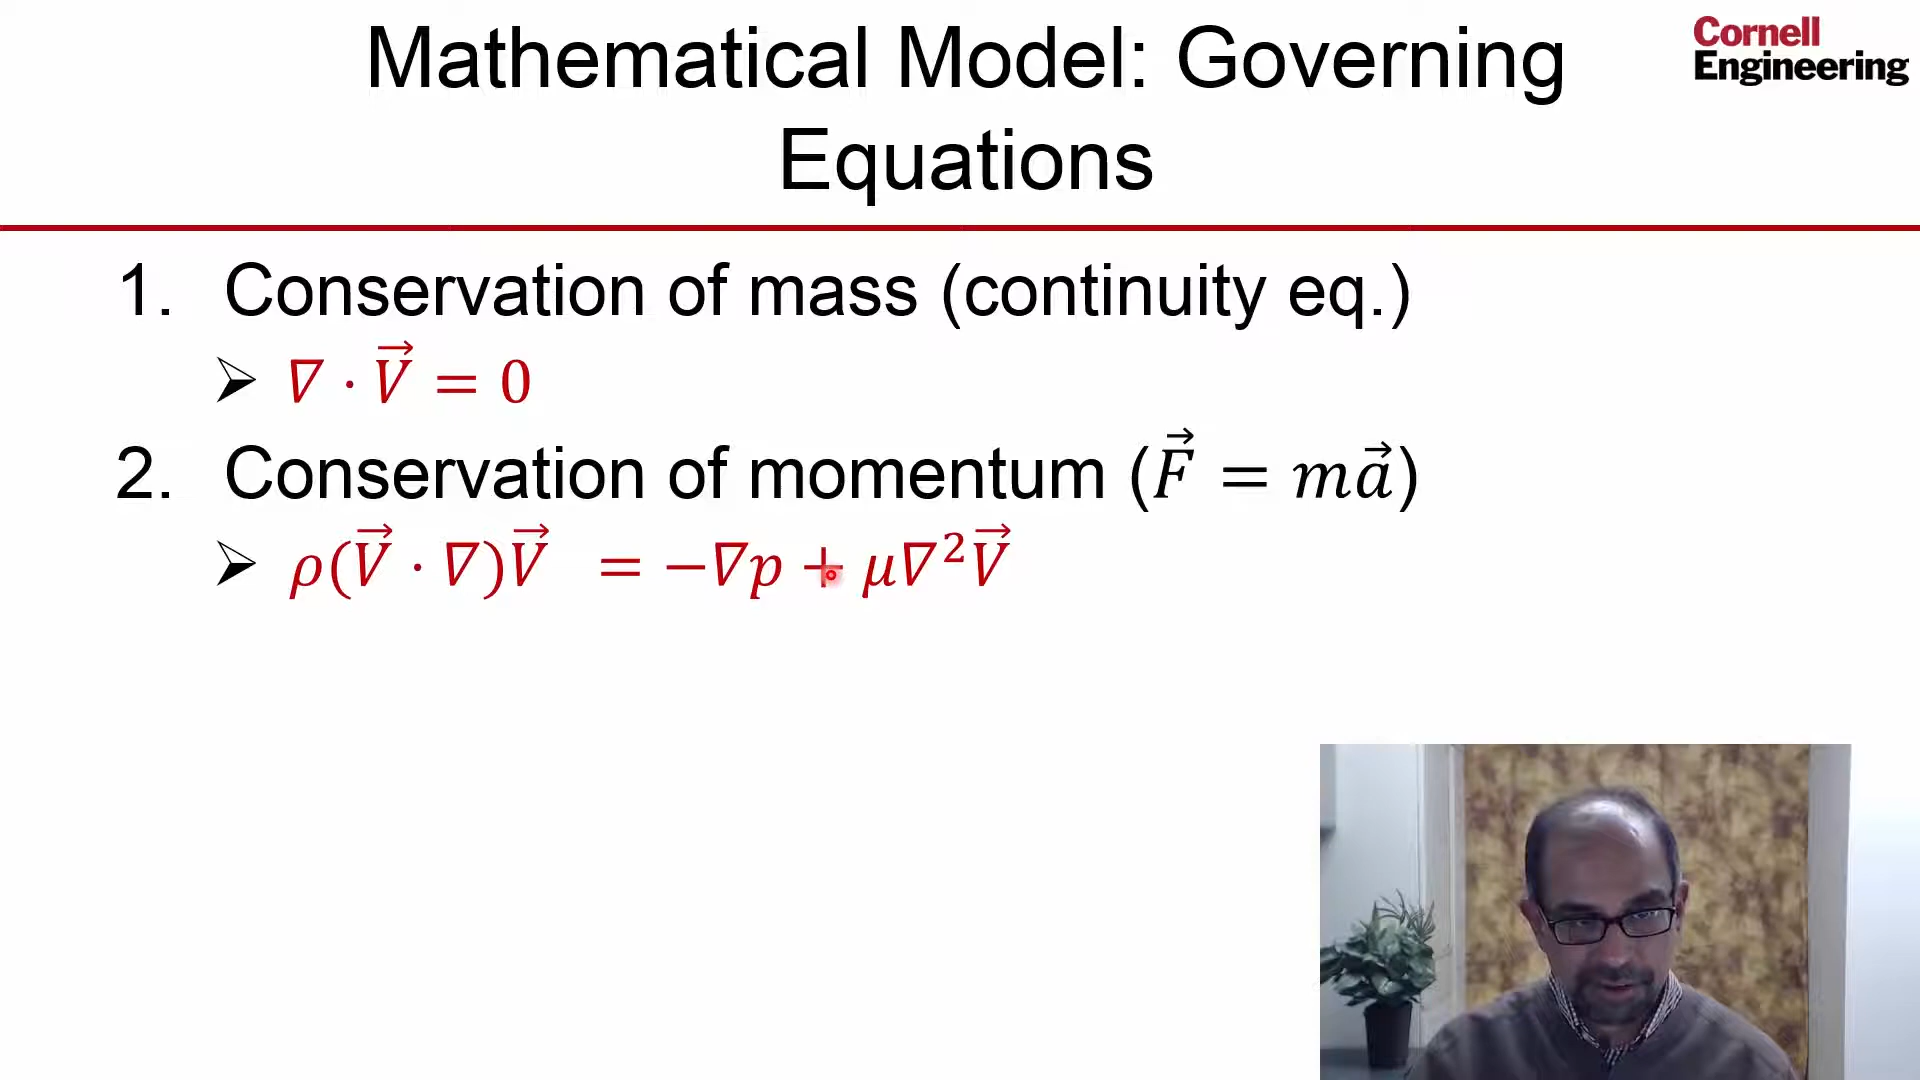 Mathematical Model: Governing
Equations
Cornell
Engineering
1. Conservation of mass (continuity eq.)
➢ ∇ · V⃗ = 0
2. Conservation of momentum (F⃗ = ma⃗)
➢ ρ(V⃗ · ∇)V⃗ = −∇p + μ∇²V⃗